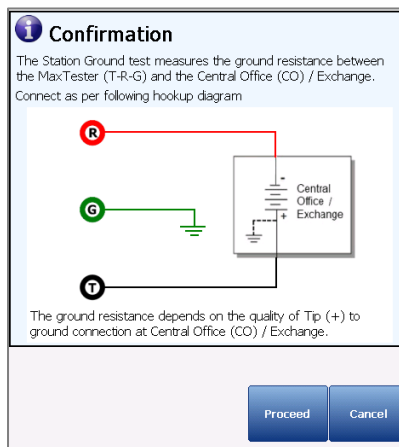 i Confirmation
The Station Ground test measures the ground resistance between
the MaxTester (T-R-G) and the Central Office (CO) / Exchange.
Connect as per following hookup diagram
R
-
Central
Office /
Exchange
G
+
T
The ground resistance depends on the quality of Tip (+) to
ground connection at Central Office (CO) / Exchange.
Proceed
Cancel